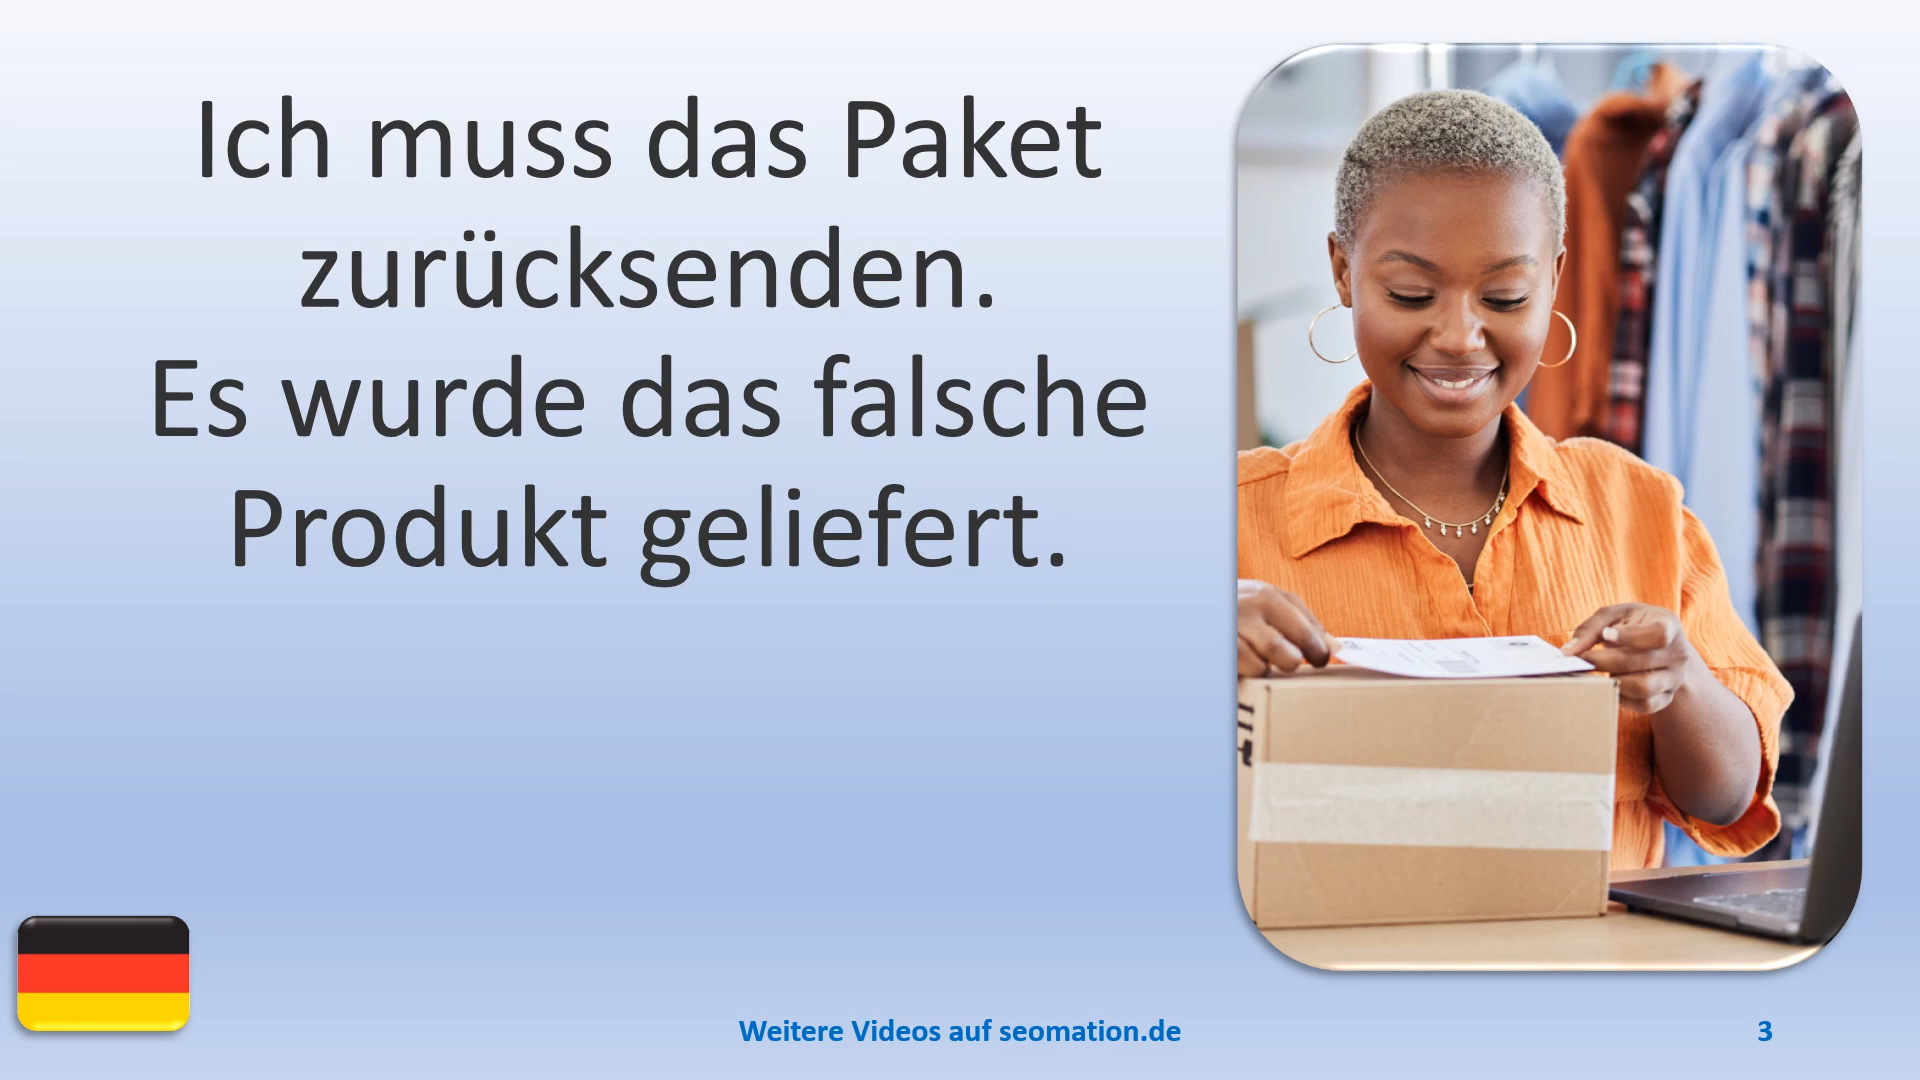 Ich muss das Paket
zurücksenden.
Es wurde das falsche
Produkt geliefert.
Weitere Videos auf seomation.de
3